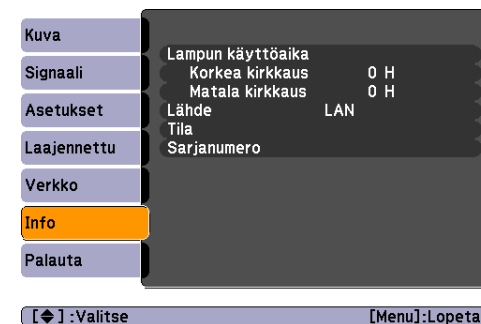 Kuva
Signaali
Asetukset
Laajennettu
Verkko
Info
Palauta
Lampun käyttöaika
Korkea kirkkaus 0 H
Matala kirkkaus 0 H
Lähde LAN
Tila
Sarjanumero
[◆] :Valitse [Menu]:Lopeta